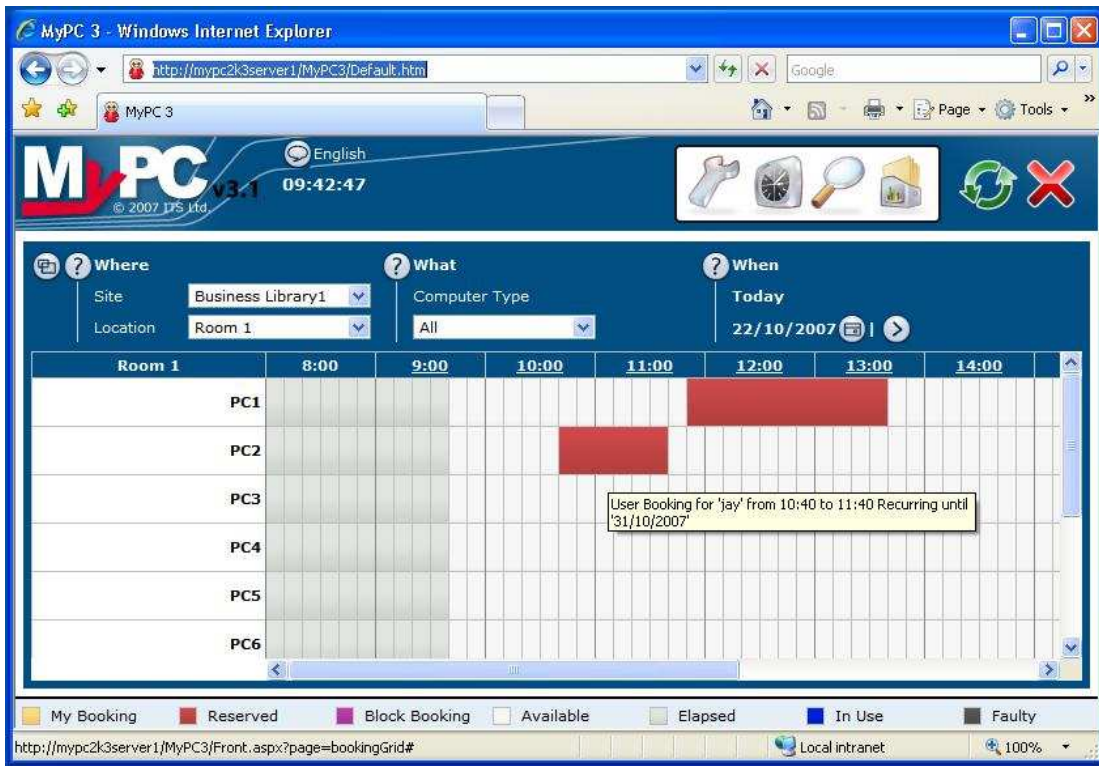 MyPC 3 - Windows Internet Explorer
http://mypc2k3server1/MyPC3/Default.htm
Google
MyPC 3
Page
Tools
MyPC v3.1
© 2007 ITS Ltd.
English
09:42:47
Where
What
When
Site
Business Library1
Computer Type
Today
Location
Room 1
All
22/10/2007
Room 1 8:00 9:00 10:00 11:00 12:00 13:00 14:00
PC1
PC2
PC3
User Booking for 'jay' from 10:40 to 11:40 Recurring until
'31/10/2007'
PC4
PC5
PC6
My Booking Reserved Block Booking Available Elapsed In Use Faulty
http://mypc2k3server1/MyPC3/Front.aspx?page=bookingGrid#
Local intranet
100%